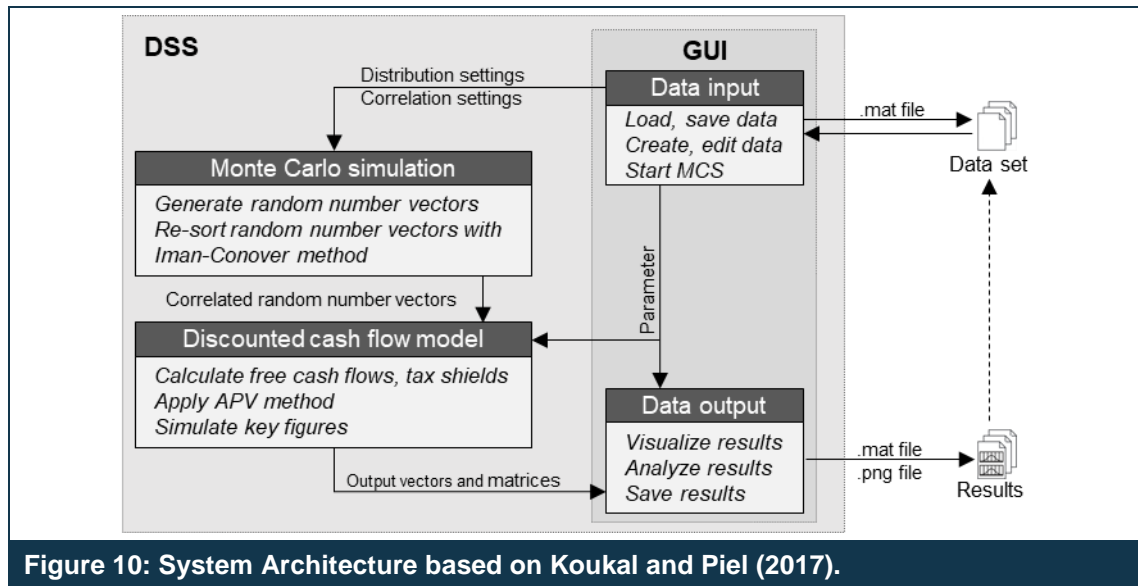 DSS
GUI
Distribution settings
Correlation settings
Data input
Load, save data
Create, edit data
Start MCS
.mat file
Data set
Monte Carlo simulation
Generate random number vectors
Re-sort random number vectors with
Iman-Conover method
Parameter
Correlated random number vectors
Discounted cash flow model
Calculate free cash flows, tax shields
Apply APV method
Simulate key figures
Data output
Visualize results
Analyze results
Save results
.mat file
.png file
Results
Output vectors and matrices
Figure 10: System Architecture based on Koukal and Piel (2017).